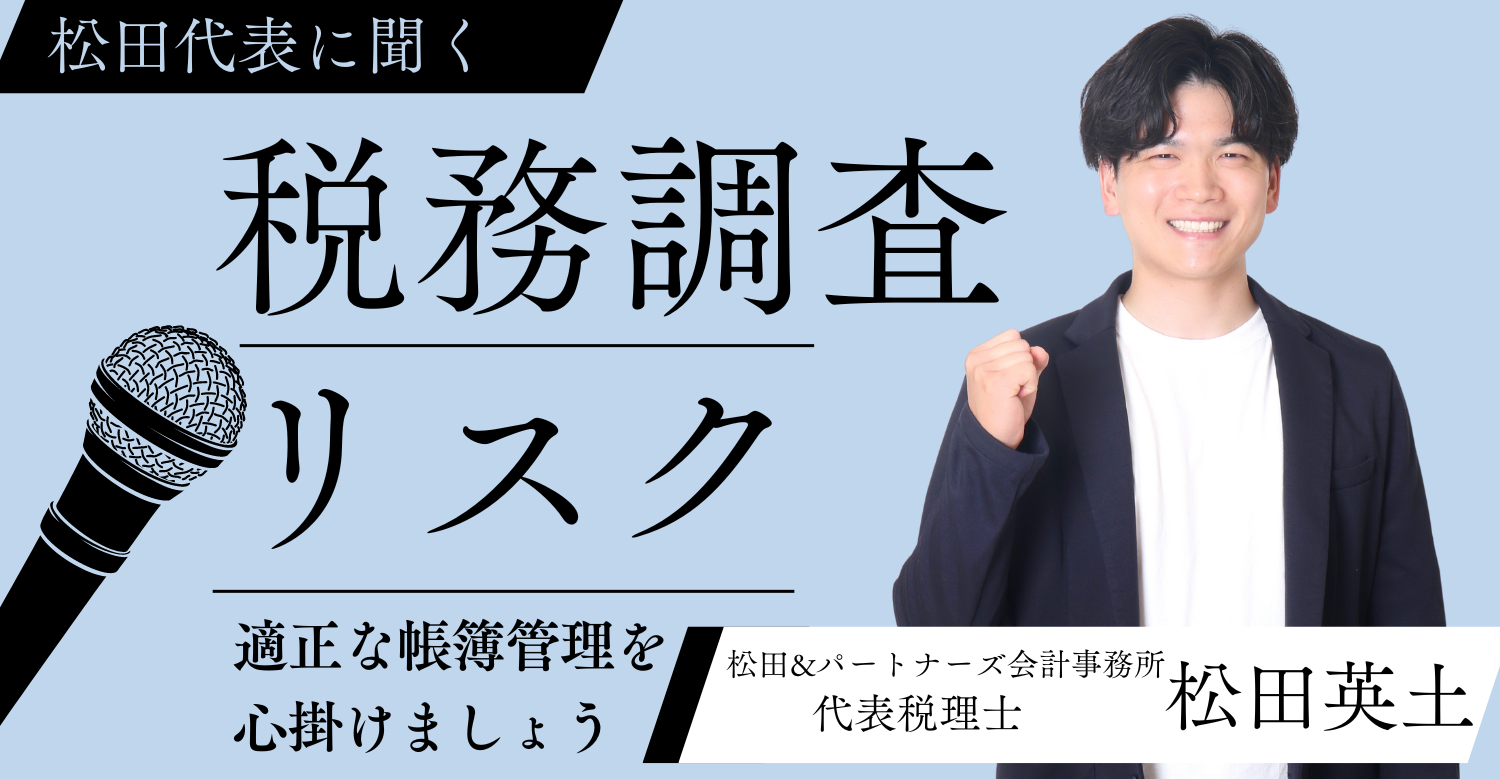 松田代表に聞く
税務調査
リスク
適正な帳簿管理を
心掛けましょう
松田&パートナーズ会計事務所
代表税理士
松田英土